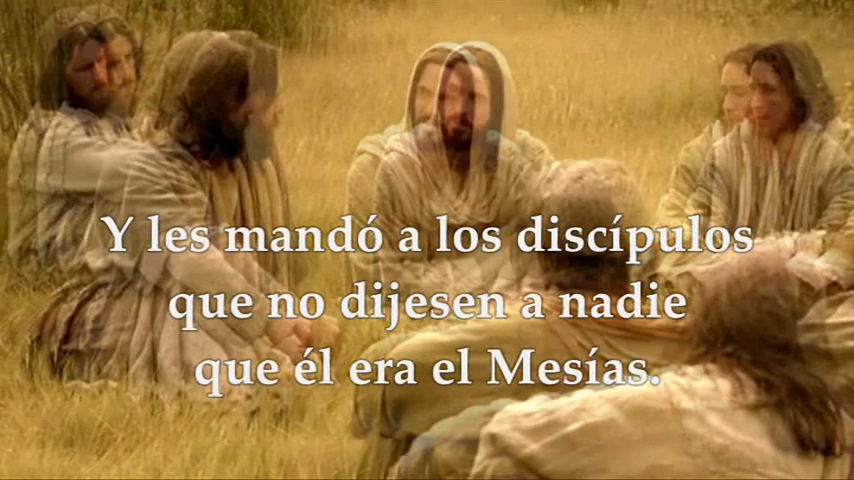 Y les mandó a los discípulos
que no dijesen a nadie
que él era el Mesías.